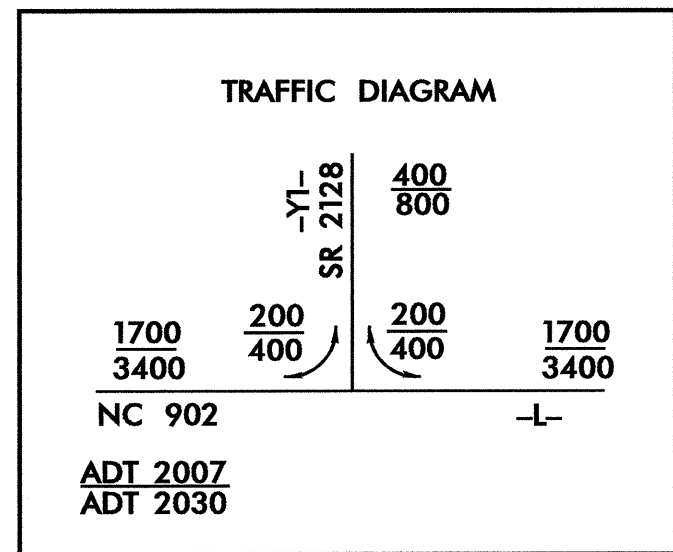 TRAFFIC DIAGRAM
–Y1–
SR 2128
400
800
200
400
200
400
1700
3400
1700
3400
NC 902
–L–
ADT 2007
ADT 2030